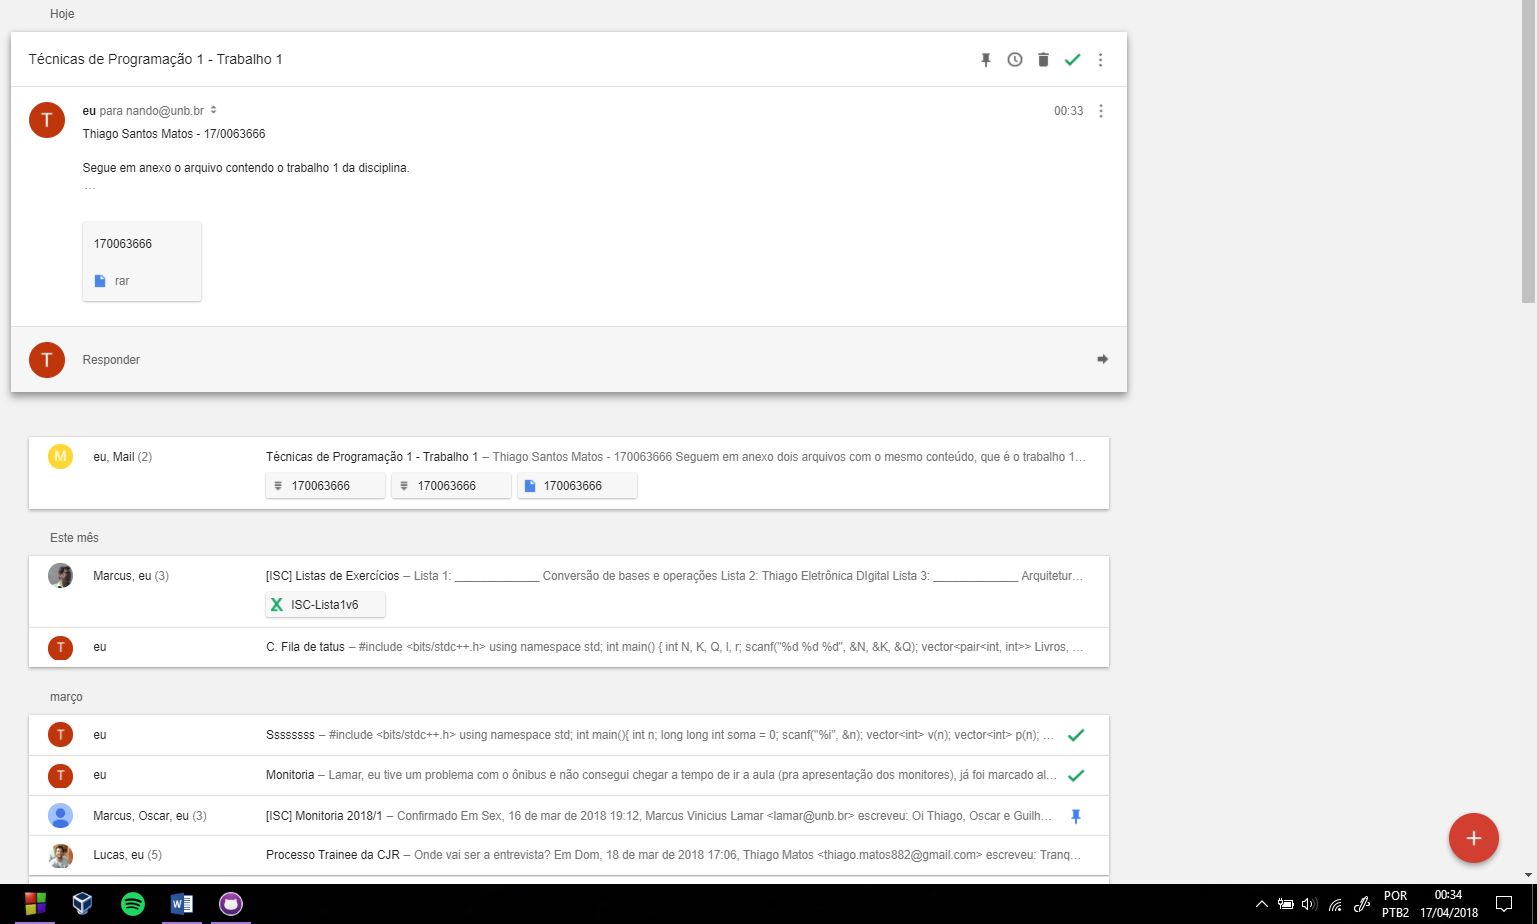 Hoje
Técnicas de Programação 1 - Trabalho 1
T
eu para nando@unb.br
00:33
Thiago Santos Matos - 17/0063666
Segue em anexo o arquivo contendo o trabalho 1 da disciplina.
...
170063666
rar
T
Responder
M
eu, Mail (2)
Técnicas de Programação 1 - Trabalho 1 – Thiago Santos Matos - 170063666 Seguem em anexo dois arquivos com o mesmo conteúdo, que é o trabalho 1…
170063666
170063666
170063666
Este mês
Marcus, eu (3)
[ISC] Listas de Exercícios – Lista 1: _____________ Conversão de bases e operações Lista 2: Thiago Eletrônica DIgital Lista 3: _____________ Arquitetur…
ISC-Lista1v6
T
eu
C. Fila de tatus – #include <bits/stdc++.h> using namespace std; int main() { int N, K, Q, l, r; scanf("%d %d %d", &N, &K, &Q); vector<pair<int, int>> Livros, …
março
T
eu
Ssssssss – #include <bits/stdc++.h> using namespace std; int main(){ int n; long long int soma = 0; scanf("%i", &n); vector<int> v(n); vector<int> p(n); …
T
eu
Monitoria – Lamar, eu tive um problema com o ônibus e não consegui chegar a tempo de ir a aula (pra apresentação dos monitores), já foi marcado al…
Marcus, Oscar, eu (3)
[ISC] Monitoria 2018/1 – Confirmado Em Sex, 16 de mar de 2018 19:12, Marcus Vinicius Lamar <lamar@unb.br> escreveu: Oi Thiago, Oscar e Guilh…
Lucas, eu (5)
Processo Trainee da CJR – Onde vai ser a entrevista? Em Dom, 18 de mar de 2018 17:06, Thiago Matos <thiago.matos882@gmail.com> escreveu: Tranq…
POR
PTB2
00:34
17/04/2018